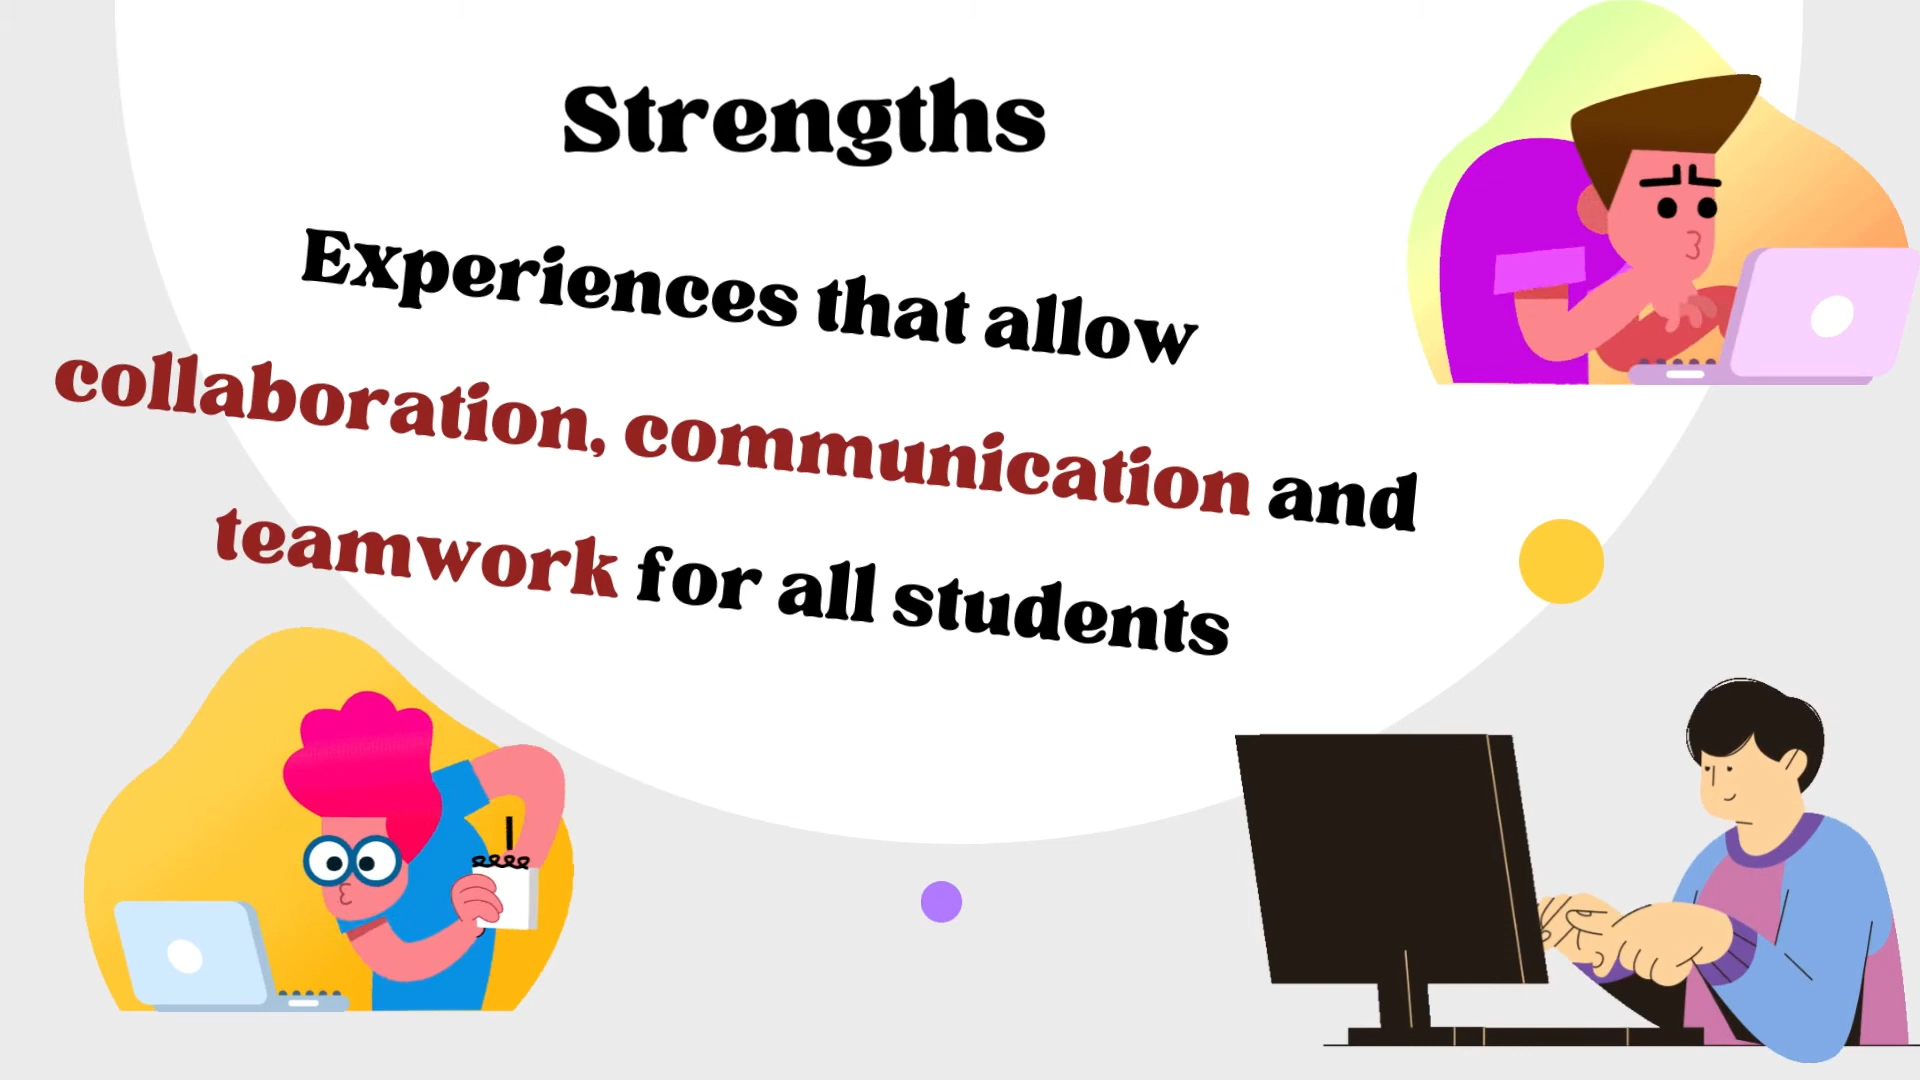 Strengths
Experiences that allow
collaboration, communication and
teamwork for all students